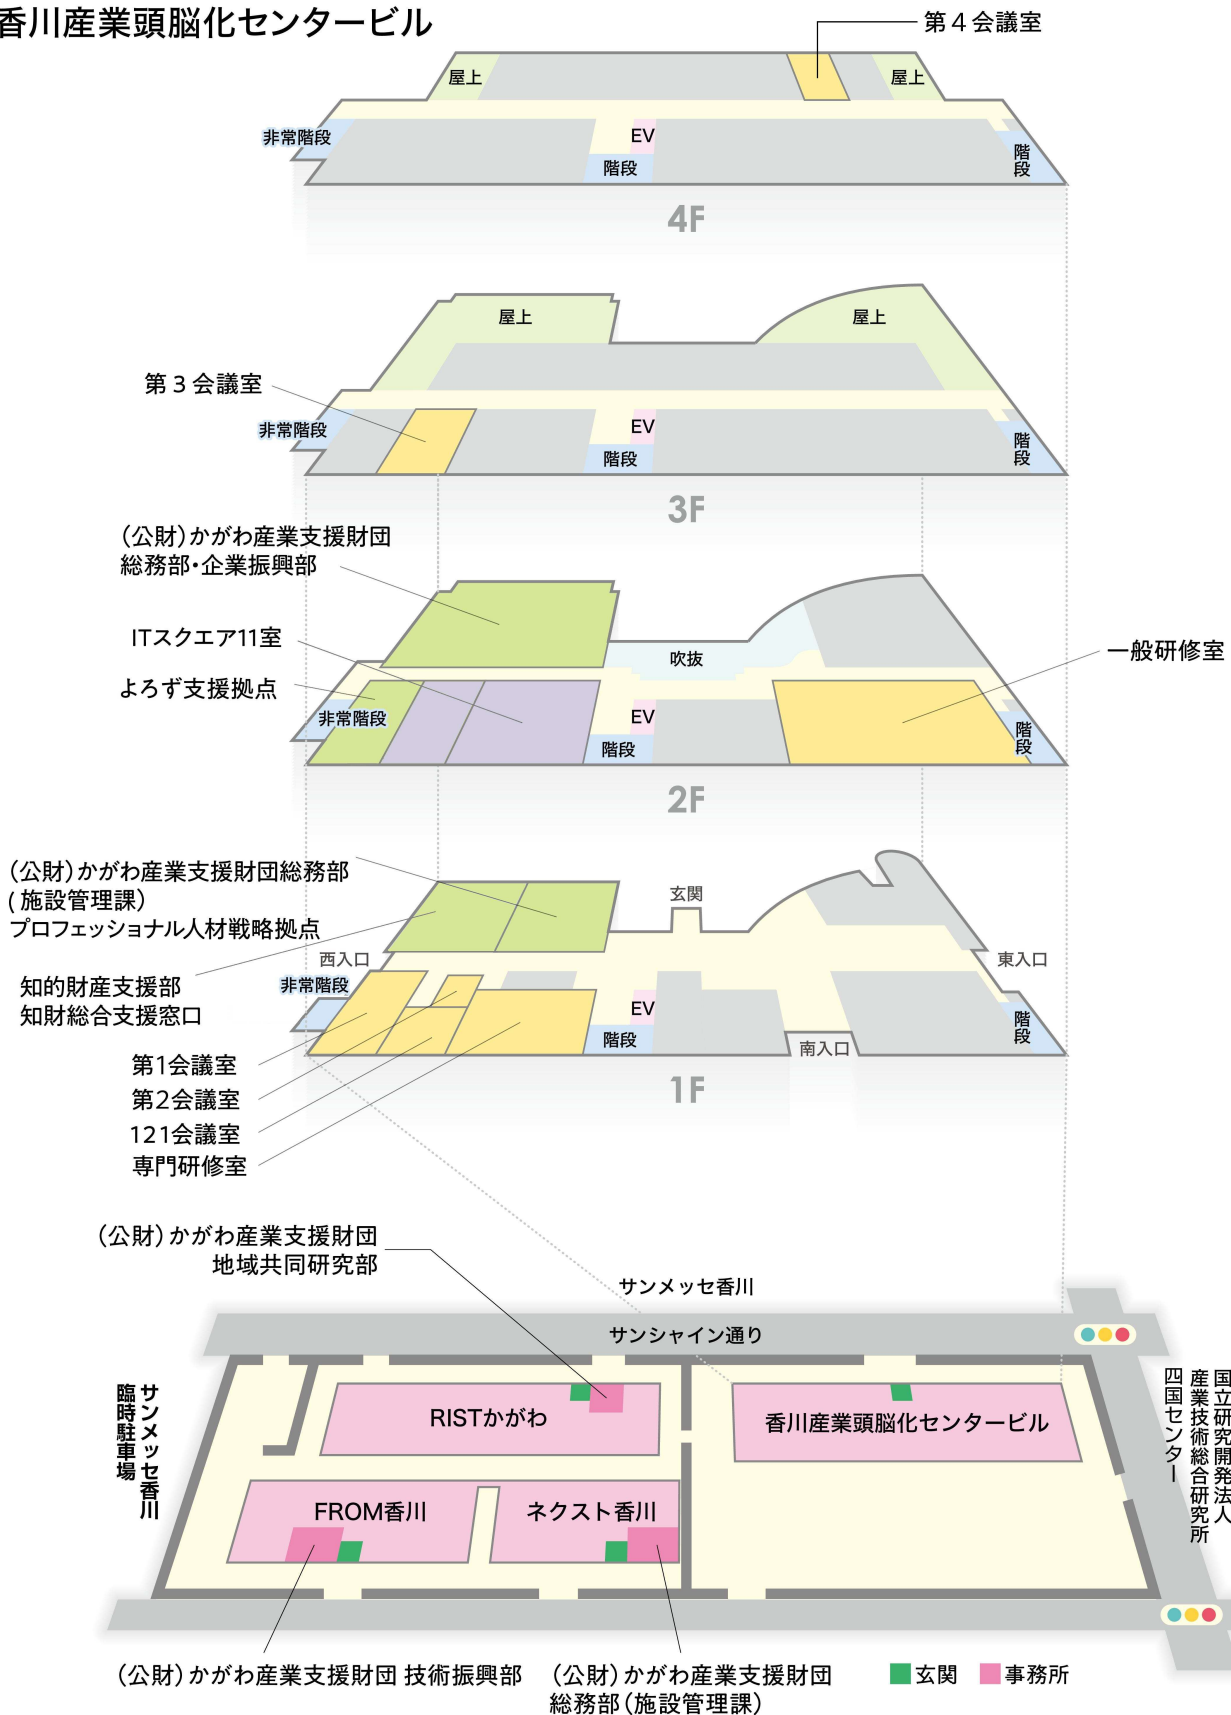 香川産業頭脳化センタービル
第4会議室
屋上
屋上
非常階段
EV
階段
階段
4F
屋上
屋上
第3会議室
非常階段
EV
階段
階段
3F
(公財)かがわ産業支援財団
総務部・企業振興部
ITスクエア11室
よろず支援拠点
非常階段
吹抜
EV
階段
一般研修室
階段
2F
(公財)かがわ産業支援財団総務部
(施設管理課)
プロフェッショナル人材戦略拠点
玄関
西入口
東入口
知的財産支援部
知財総合支援窓口
非常階段
EV
階段
階段
南入口
第1会議室
第2会議室
121会議室
専門研修室
1F
(公財)かがわ産業支援財団
地域共同研究部
サンメッセ香川
サンシャイン通り
サンメッセ香川
臨時駐車場
RISTかがわ
香川産業頭脳化センタービル
国立研究開発法人
産業技術総合研究所
四国センター
FROM香川
ネクスト香川
(公財)かがわ産業支援財団 技術振興部
(公財)かがわ産業支援財団
総務部(施設管理課)
玄関
事務所